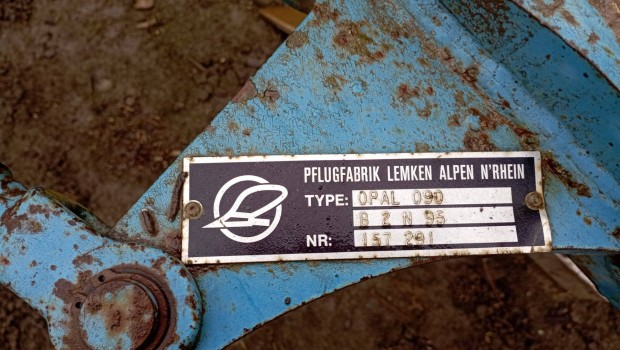 PFLUGFABRIK LEMKEN ALPEN N'RHEIN
TYPE: OPAL 090
B 2 N 95
NR: 157 291